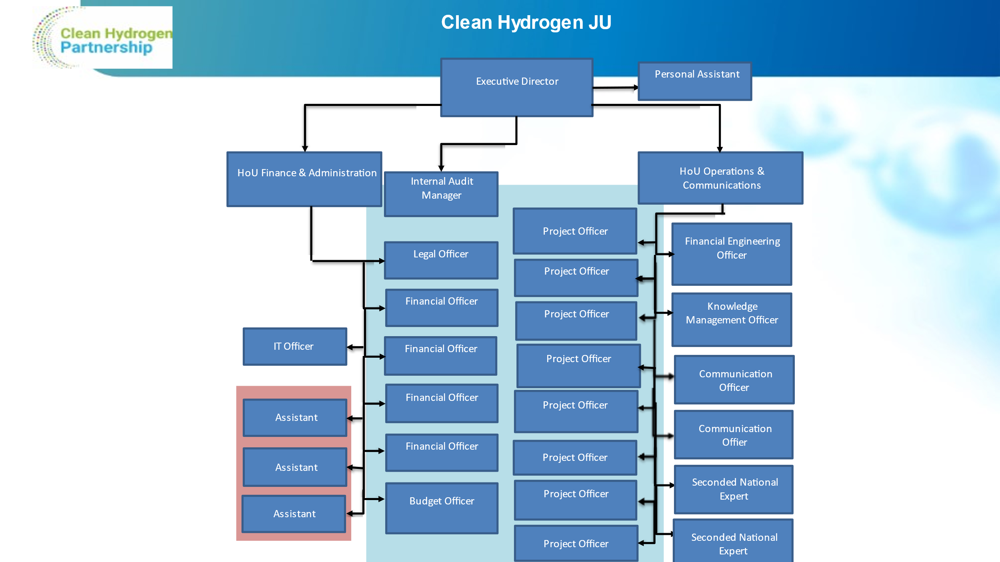 Clean Hydrogen
Partnership
Clean Hydrogen JU
Executive Director
Personal Assistant
HoU Finance & Administration
Internal Audit
Manager
HoU Operations &
Communications
Legal Officer
Financial Officer
Financial Officer
Financial Officer
Financial Officer
Budget Officer
IT Officer
Assistant
Assistant
Assistant
Project Officer
Project Officer
Project Officer
Project Officer
Project Officer
Project Officer
Project Officer
Project Officer
Financial Engineering
Officer
Knowledge
Management Officer
Communication
Officer
Communication
Offier
Seconded National
Expert
Seconded National
Expert